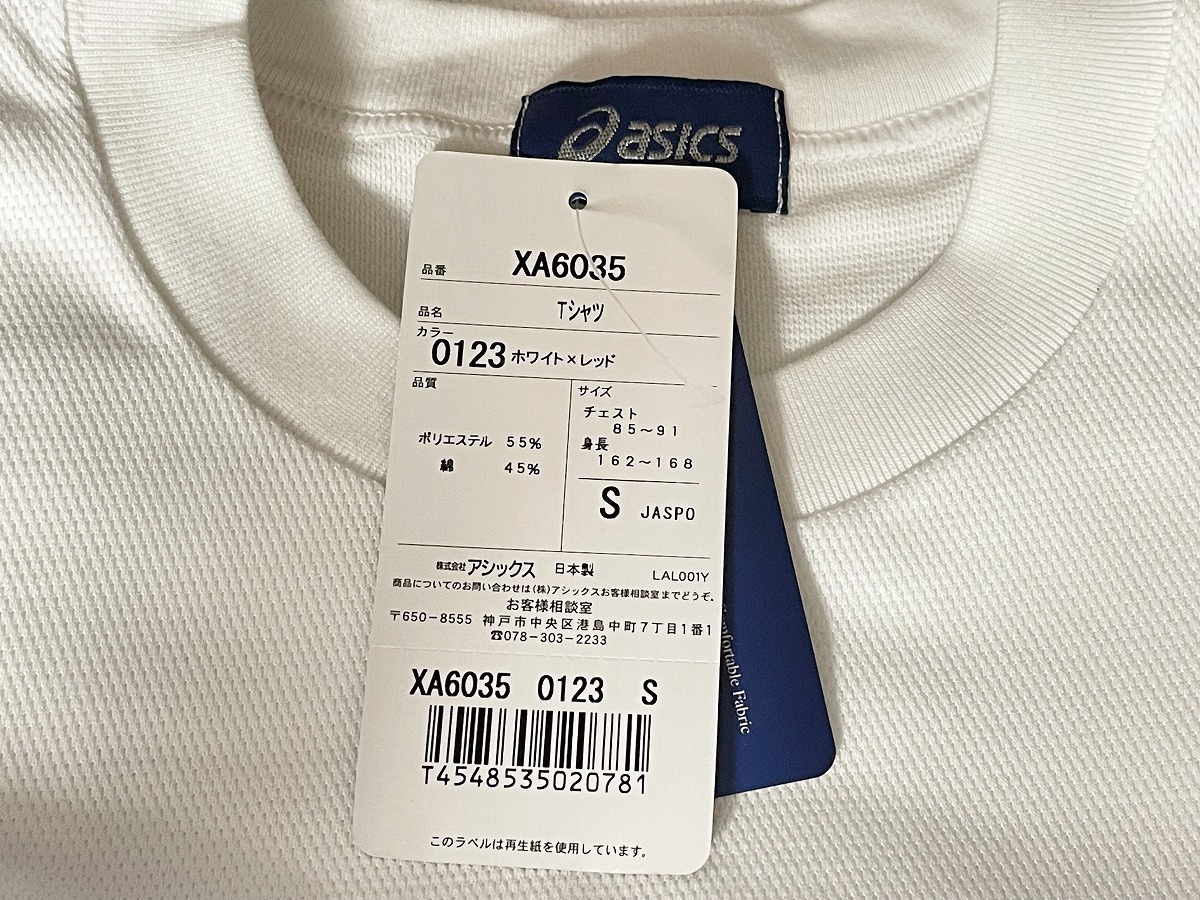 asics
品番 XA6035
品名 Tシャツ
カラー
0123 ホワイト×レッド
品質
ポリエステル 55%
綿 45%
サイズ
チェスト
85～91
身長
162～168
S JASPO
株式会社アシックス 日本製 LAL001Y
商品についてのお問い合わせは(株)アシックスお客様相談室までどうぞ。
お客様相談室
〒650-8555 神戸市中央区港島中町7丁目1番1
☎078-303-2233
XA6035 0123 S
T4548535020781
このラベルは再生紙を使用しています。
Fabric